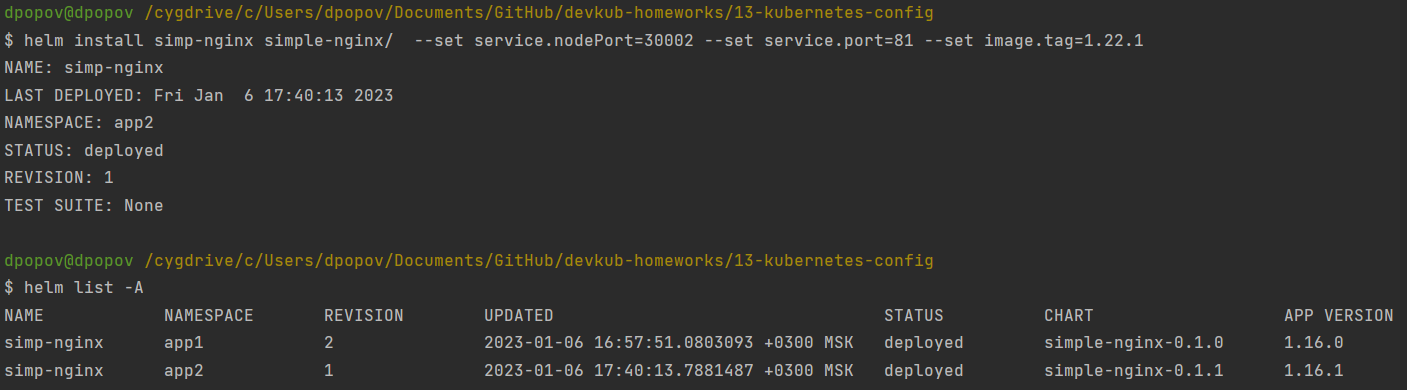 dpopov@dpopov /cygdrive/c/Users/dpopov/Documents/GitHub/devkub-homeworks/13-kubernetes-config
$ helm install simp-nginx simple-nginx/  --set service.nodePort=30002 --set service.port=81 --set image.tag=1.22.1
NAME: simp-nginx
LAST DEPLOYED: Fri Jan  6 17:40:13 2023
NAMESPACE: app2
STATUS: deployed
REVISION: 1
TEST SUITE: None
dpopov@dpopov /cygdrive/c/Users/dpopov/Documents/GitHub/devkub-homeworks/13-kubernetes-config
$ helm list -A
NAME            NAMESPACE       REVISION        UPDATED                                 STATUS          CHART                   APP VERSION
simp-nginx      app1            2               2023-01-06 16:57:51.0803093 +0300 MSK   deployed        simple-nginx-0.1.0      1.16.0
simp-nginx      app2            1               2023-01-06 17:40:13.7881487 +0300 MSK   deployed        simple-nginx-0.1.1      1.16.1